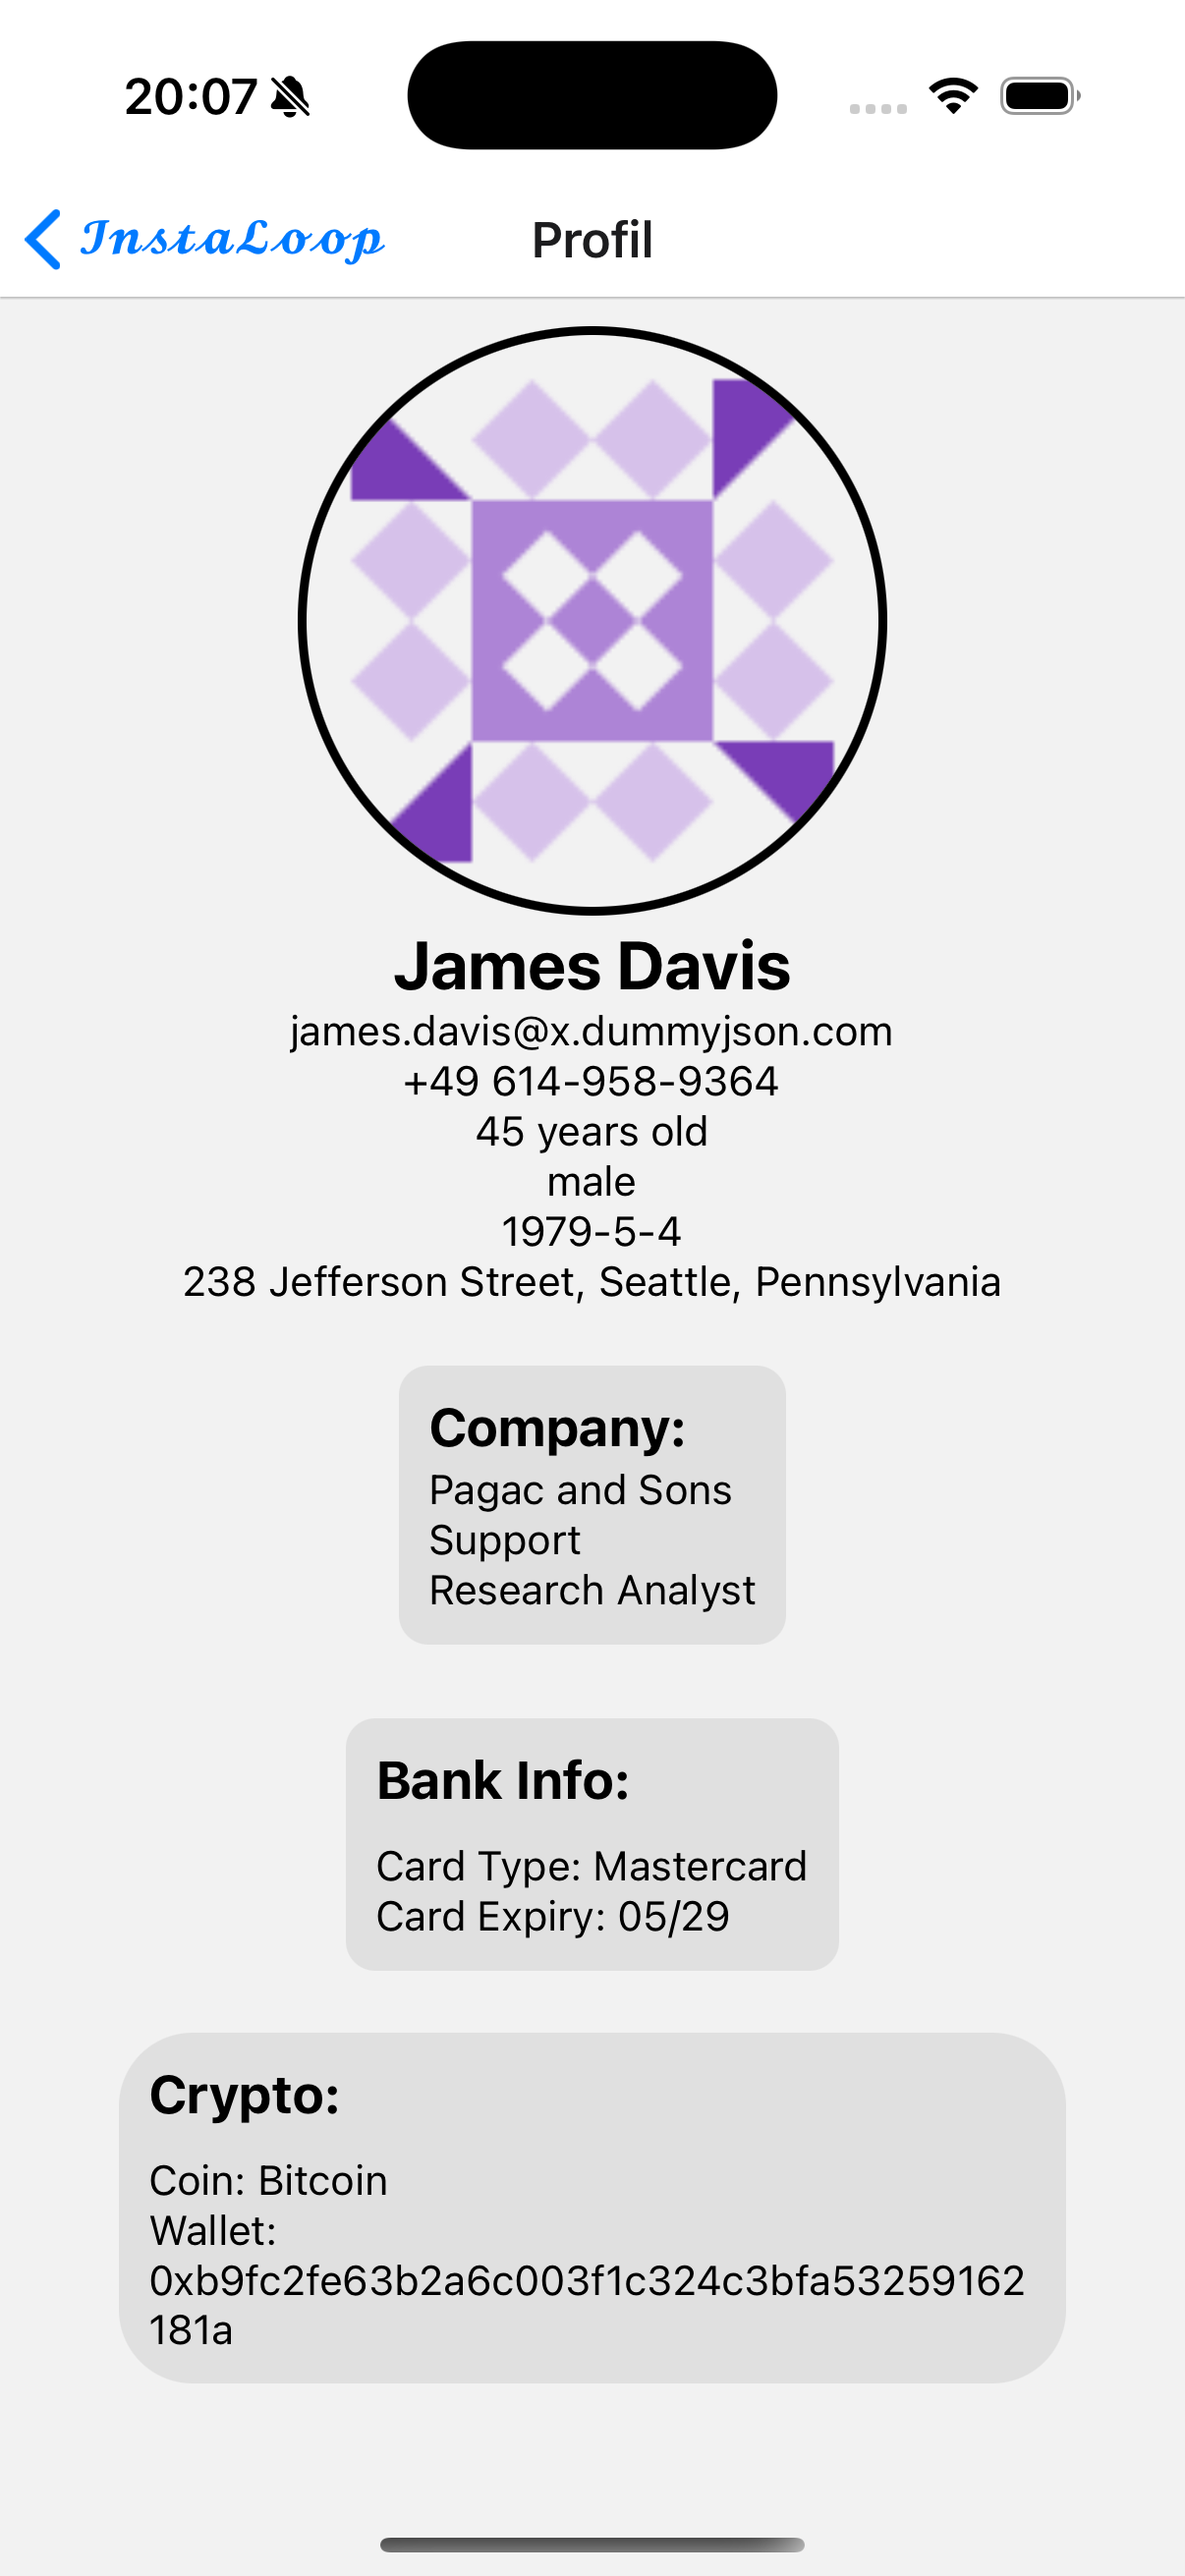 20:07
InstaLoop
Profil
James Davis
james.davis@x.dummyjson.com
+49 614-958-9364
45 years old
male
1979-5-4
238 Jefferson Street, Seattle, Pennsylvania
Company:
Pagac and Sons
Support
Research Analyst
Bank Info:
Card Type: Mastercard
Card Expiry: 05/29
Crypto:
Coin: Bitcoin
Wallet:
0xb9fc2fe63b2a6c003f1c324c3bfa53259162
181a